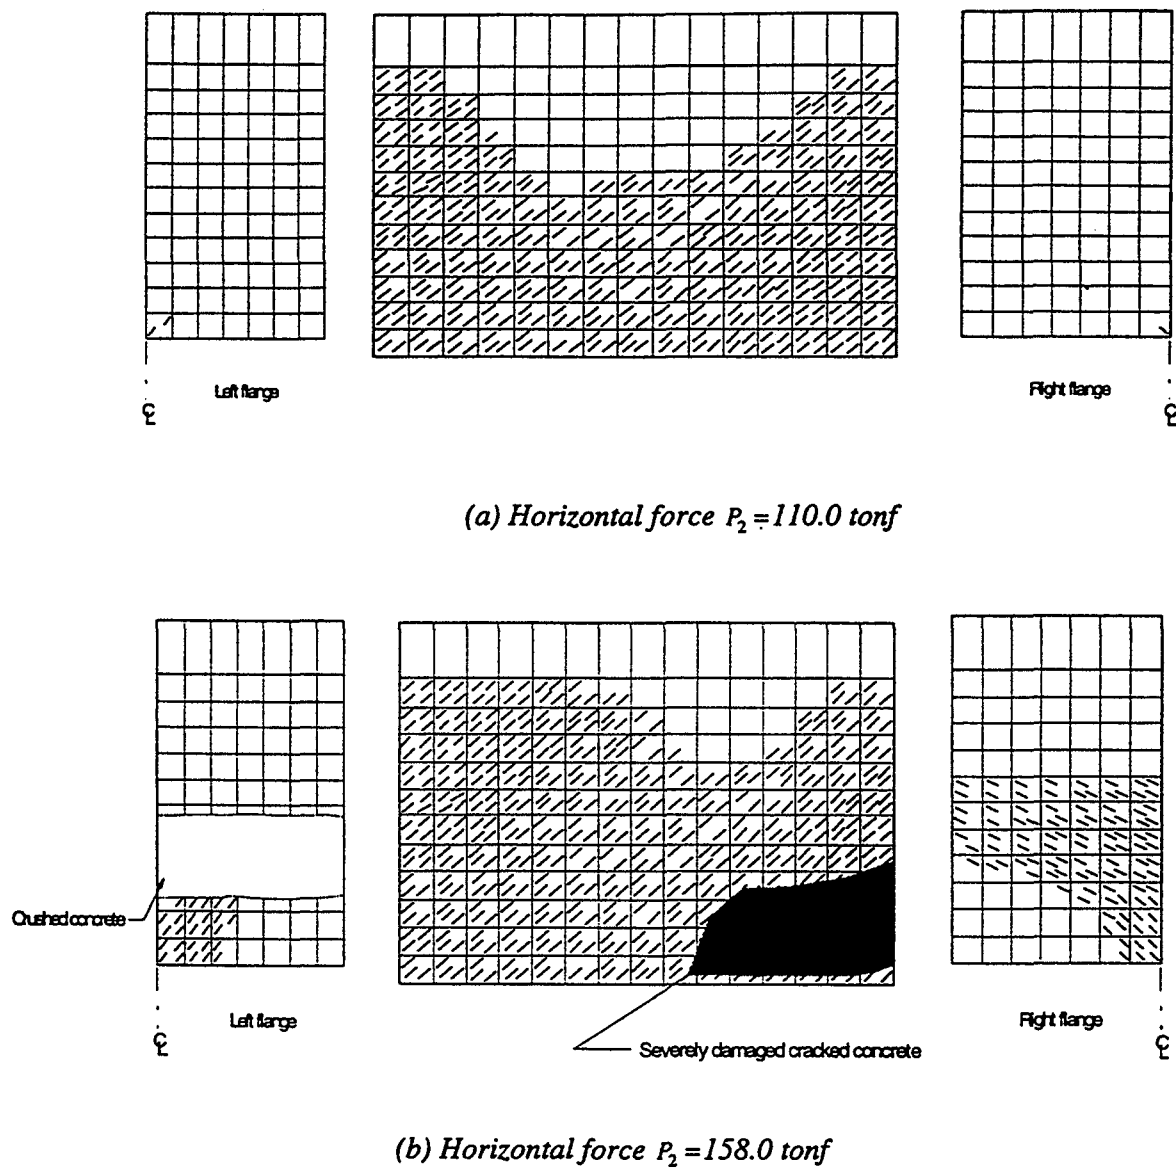 Left flange
Right flange
℄
℄
(a) Horizontal force P₂ = 110.0 tonf
Crushed concrete
Left flange
Right flange
℄
℄
Severely damaged cracked concrete
(b) Horizontal force P₂ = 158.0 tonf